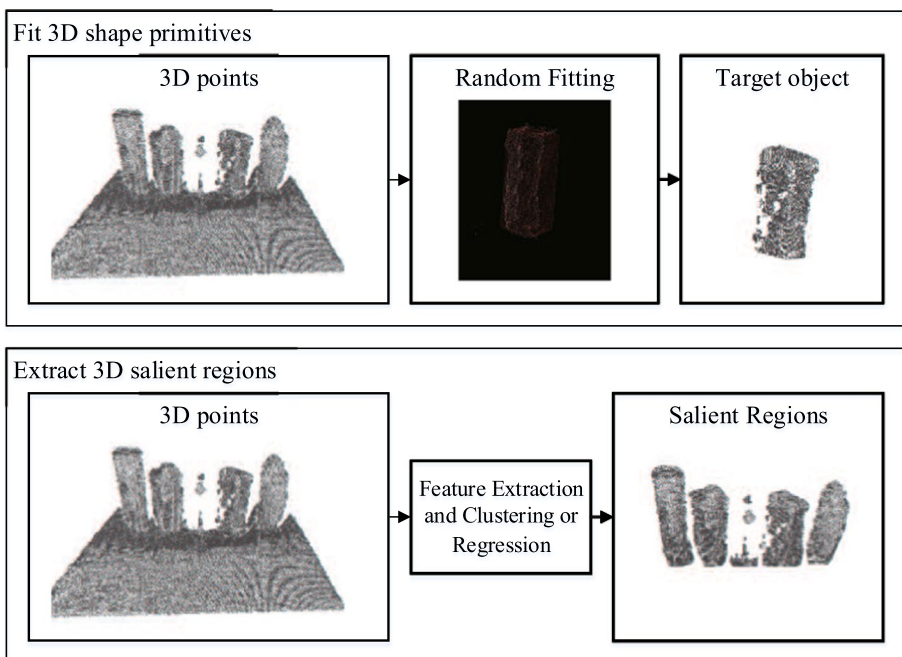 Fit 3D shape primitives
3D points
Random Fitting
Target object
Extract 3D salient regions
3D points
Feature Extraction
and Clustering or
Regression
Salient Regions